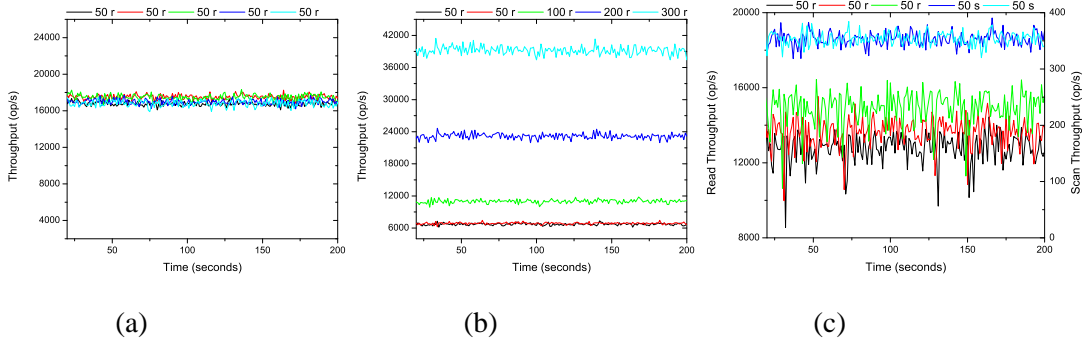 50 r 50 r 50 r 50 r 50 r
26000
22000
18000
16000
12000
8000
4000
Throughput (op/s)
50 100 150 200
Time (seconds)
(a)
50 r 50 r 100 r 200 r 300 r
42000
36000
30000
24000
18000
12000
6000
Throughput (op/s)
50 100 150 200
Time (seconds)
(b)
50 r 50 r 50 r 50 s 50 s
20000
16000
12000
8000
Read Throughput (op/s)
400
300
200
100
0
Scan Throughput (op/s)
50 100 150 200
Time (seconds)
(c)